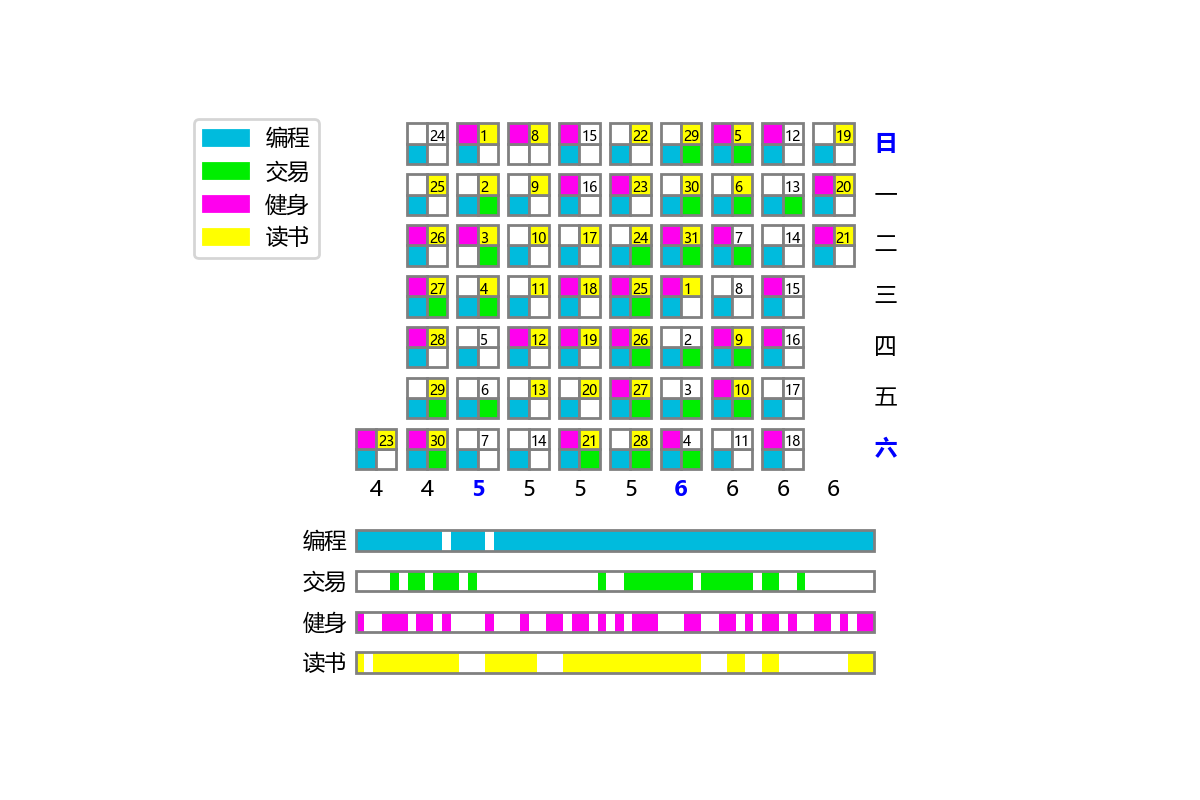 编程
交易
健身
读书
24 1 8 15 22 29 5 12 19 日
25 2 9 16 23 30 6 13 20 一
26 3 10 17 24 31 7 14 21 二
27 4 11 18 25 1 8 15 三
28 5 12 19 26 2 9 16 四
29 6 13 20 27 3 10 17 五
23 30 7 14 21 28 4 11 18 六
4 4 5 5 5 5 6 6 6 6
编程
交易
健身
读书